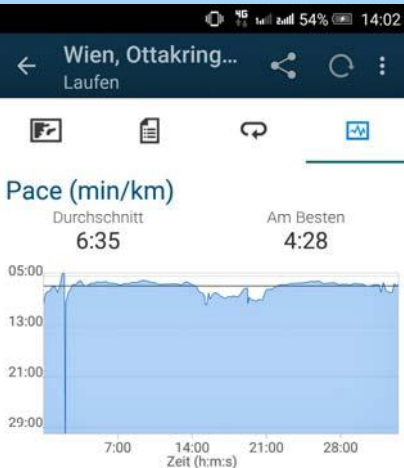 4G 54% 14:02
Wien, Ottakring...
Laufen
Pace (min/km)
Durchschnitt Am Besten
6:35 4:28
05:00
13:00
21:00
29:00
7:00 14:00 21:00 28:00
Zeit (h:m:s)